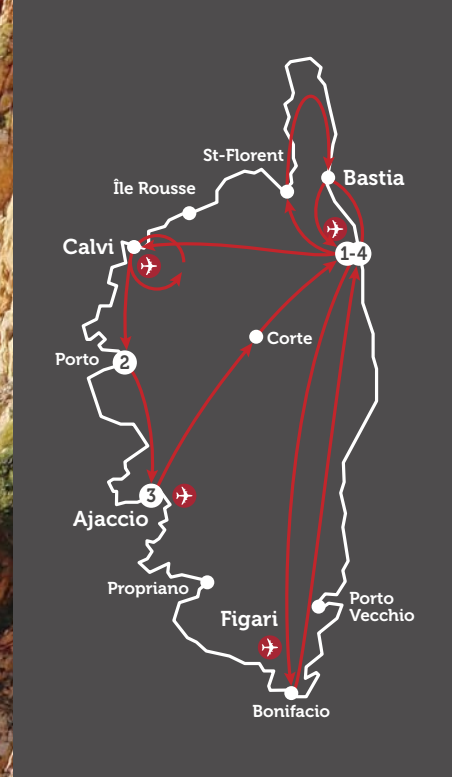 St-Florent
Bastia
Île Rousse
Calvi
1-4
Corte
Porto
2
3
Ajaccio
Propriano
Porto
Vecchio
Figari
Bonifacio